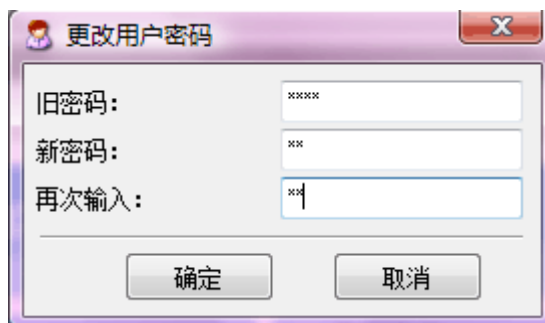 更改用户密码
旧密码： ****
新密码： **
再次输入： **
确定 取消